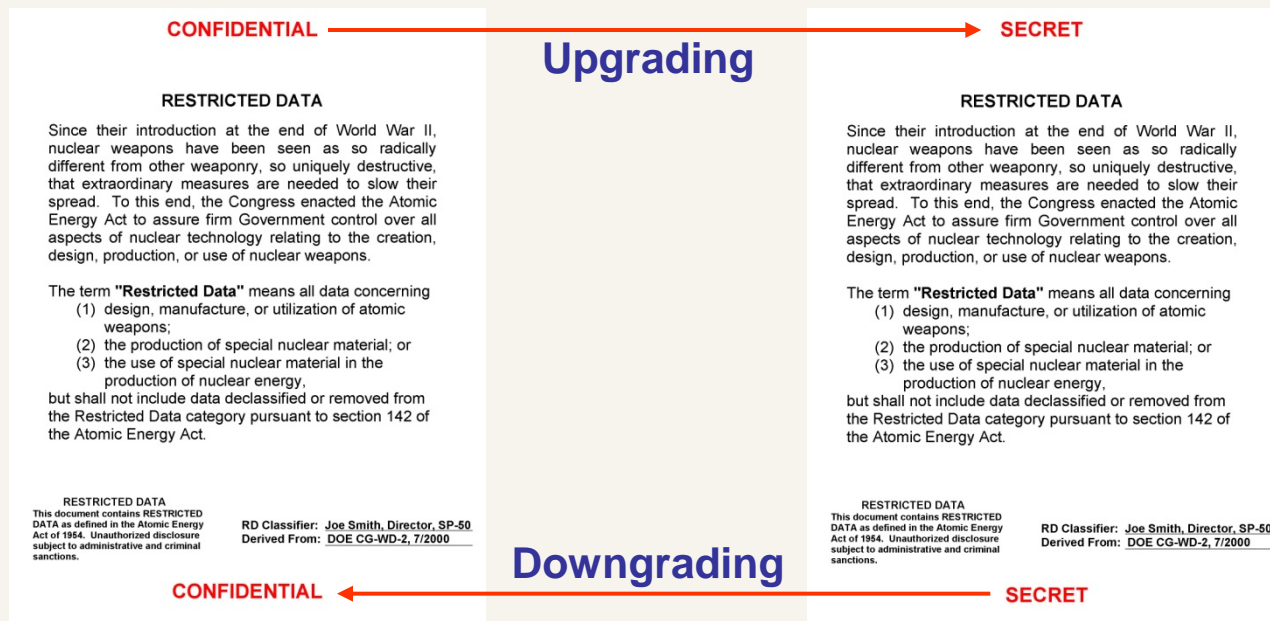 CONFIDENTIAL
SECRET
Upgrading
RESTRICTED DATA
Since their introduction at the end of World War II,
nuclear weapons have been seen as so radically
different from other weaponry, so uniquely destructive,
that extraordinary measures are needed to slow their
spread. To this end, the Congress enacted the Atomic
Energy Act to assure firm Government control over all
aspects of nuclear technology relating to the creation,
design, production, or use of nuclear weapons.
The term "Restricted Data" means all data concerning
(1) design, manufacture, or utilization of atomic
weapons;
(2) the production of special nuclear material; or
(3) the use of special nuclear material in the
production of nuclear energy,
but shall not include data declassified or removed from
the Restricted Data category pursuant to section 142 of
the Atomic Energy Act.
RESTRICTED DATA
This document contains RESTRICTED
DATA as defined in the Atomic Energy
Act of 1954. Unauthorized disclosure
subject to administrative and criminal
sanctions.
RD Classifier: Joe Smith, Director, SP-50
Derived From: DOE CG-WD-2, 7/2000
RESTRICTED DATA
Since their introduction at the end of World War II,
nuclear weapons have been seen as so radically
different from other weaponry, so uniquely destructive,
that extraordinary measures are needed to slow their
spread. To this end, the Congress enacted the Atomic
Energy Act to assure firm Government control over all
aspects of nuclear technology relating to the creation,
design, production, or use of nuclear weapons.
The term "Restricted Data" means all data concerning
(1) design, manufacture, or utilization of atomic
weapons;
(2) the production of special nuclear material; or
(3) the use of special nuclear material in the
production of nuclear energy,
but shall not include data declassified or removed from
the Restricted Data category pursuant to section 142 of
the Atomic Energy Act.
RESTRICTED DATA
This document contains RESTRICTED
DATA as defined in the Atomic Energy
Act of 1954. Unauthorized disclosure
subject to administrative and criminal
sanctions.
RD Classifier: Joe Smith, Director, SP-50
Derived From: DOE CG-WD-2, 7/2000
Downgrading
CONFIDENTIAL
SECRET